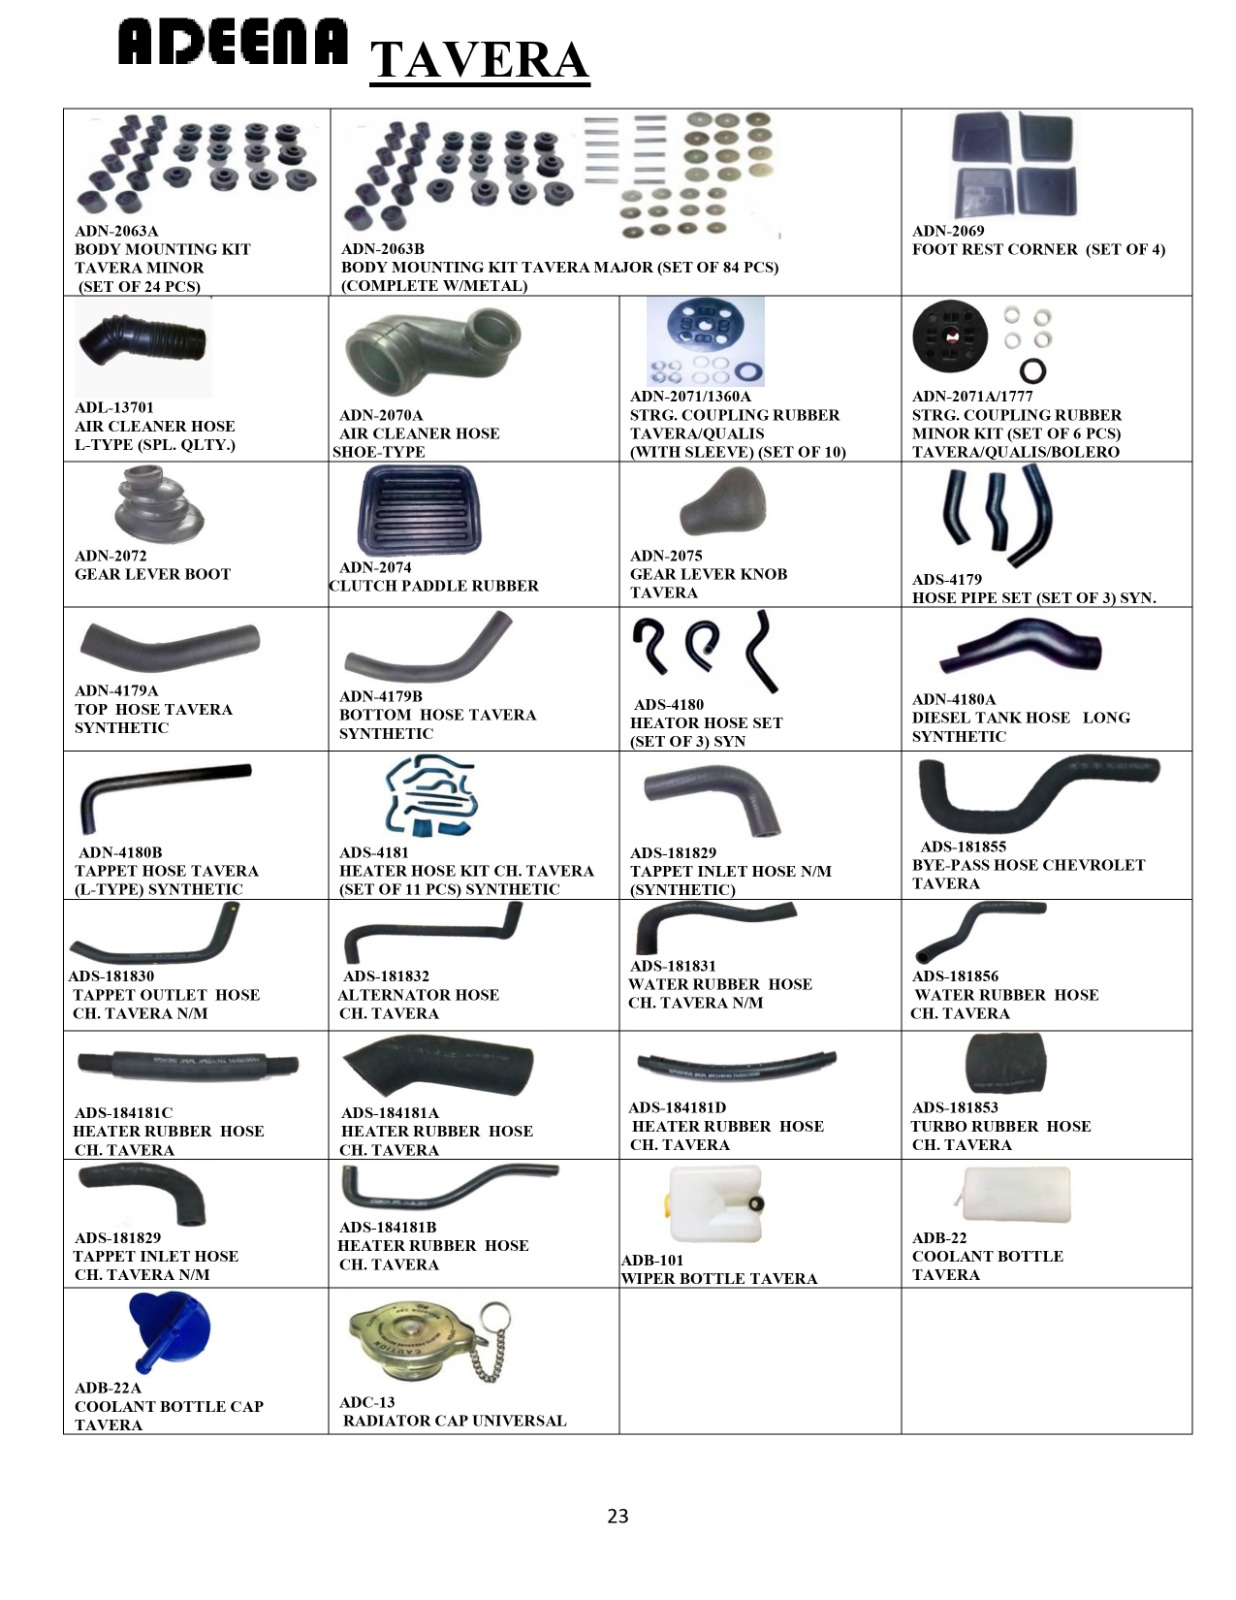 ADEENA TAVERA
ADN-2063A
BODY MOUNTING KIT
TAVERA MINOR
(SET OF 24 PCS)
ADN-2063B
BODY MOUNTING KIT TAVERA MAJOR (SET OF 84 PCS)
(COMPLETE W/METAL)
ADN-2069
FOOT REST CORNER (SET OF 4)
ADL-13701
AIR CLEANER HOSE
L-TYPE (SPL. QLTY.)
ADN-2070A
AIR CLEANER HOSE
SHOE-TYPE
ADN-2071/1360A
STRG. COUPLING RUBBER
TAVERA/QUALIS
(WITH SLEEVE) (SET OF 10)
ADN-2071A/1777
STRG. COUPLING RUBBER
MINOR KIT (SET OF 6 PCS)
TAVERA/QUALIS/BOLERO
ADN-2072
GEAR LEVER BOOT
ADN-2074
CLUTCH PADDLE RUBBER
ADN-2075
GEAR LEVER KNOB
TAVERA
ADS-4179
HOSE PIPE SET (SET OF 3) SYN.
ADN-4179A
TOP HOSE TAVERA
SYNTHETIC
ADN-4179B
BOTTOM HOSE TAVERA
SYNTHETIC
ADS-4180
HEATOR HOSE SET
(SET OF 3) SYN
ADN-4180A
DIESEL TANK HOSE LONG
SYNTHETIC
ADN-4180B
TAPPET HOSE TAVERA
(L-TYPE) SYNTHETIC
ADS-4181
HEATER HOSE KIT CH. TAVERA
(SET OF 11 PCS) SYNTHETIC
ADS-181829
TAPPET INLET HOSE N/M
(SYNTHETIC)
ADS-181855
BYE-PASS HOSE CHEVROLET
TAVERA
ADS-181830
TAPPET OUTLET HOSE
CH. TAVERA N/M
ADS-181832
ALTERNATOR HOSE
CH. TAVERA
ADS-181831
WATER RUBBER HOSE
CH. TAVERA N/M
ADS-181856
WATER RUBBER HOSE
CH. TAVERA
ADS-184181C
HEATER RUBBER HOSE
CH. TAVERA
ADS-184181A
HEATER RUBBER HOSE
CH. TAVERA
ADS-184181D
HEATER RUBBER HOSE
CH. TAVERA
ADS-181853
TURBO RUBBER HOSE
CH. TAVERA
ADS-181829
TAPPET INLET HOSE
CH. TAVERA N/M
ADS-184181B
HEATER RUBBER HOSE
CH. TAVERA
ADB-101
WIPER BOTTLE TAVERA
ADB-22
COOLANT BOTTLE
TAVERA
ADB-22A
COOLANT BOTTLE CAP
TAVERA
CAUTION
ADC-13
RADIATOR CAP UNIVERSAL
23